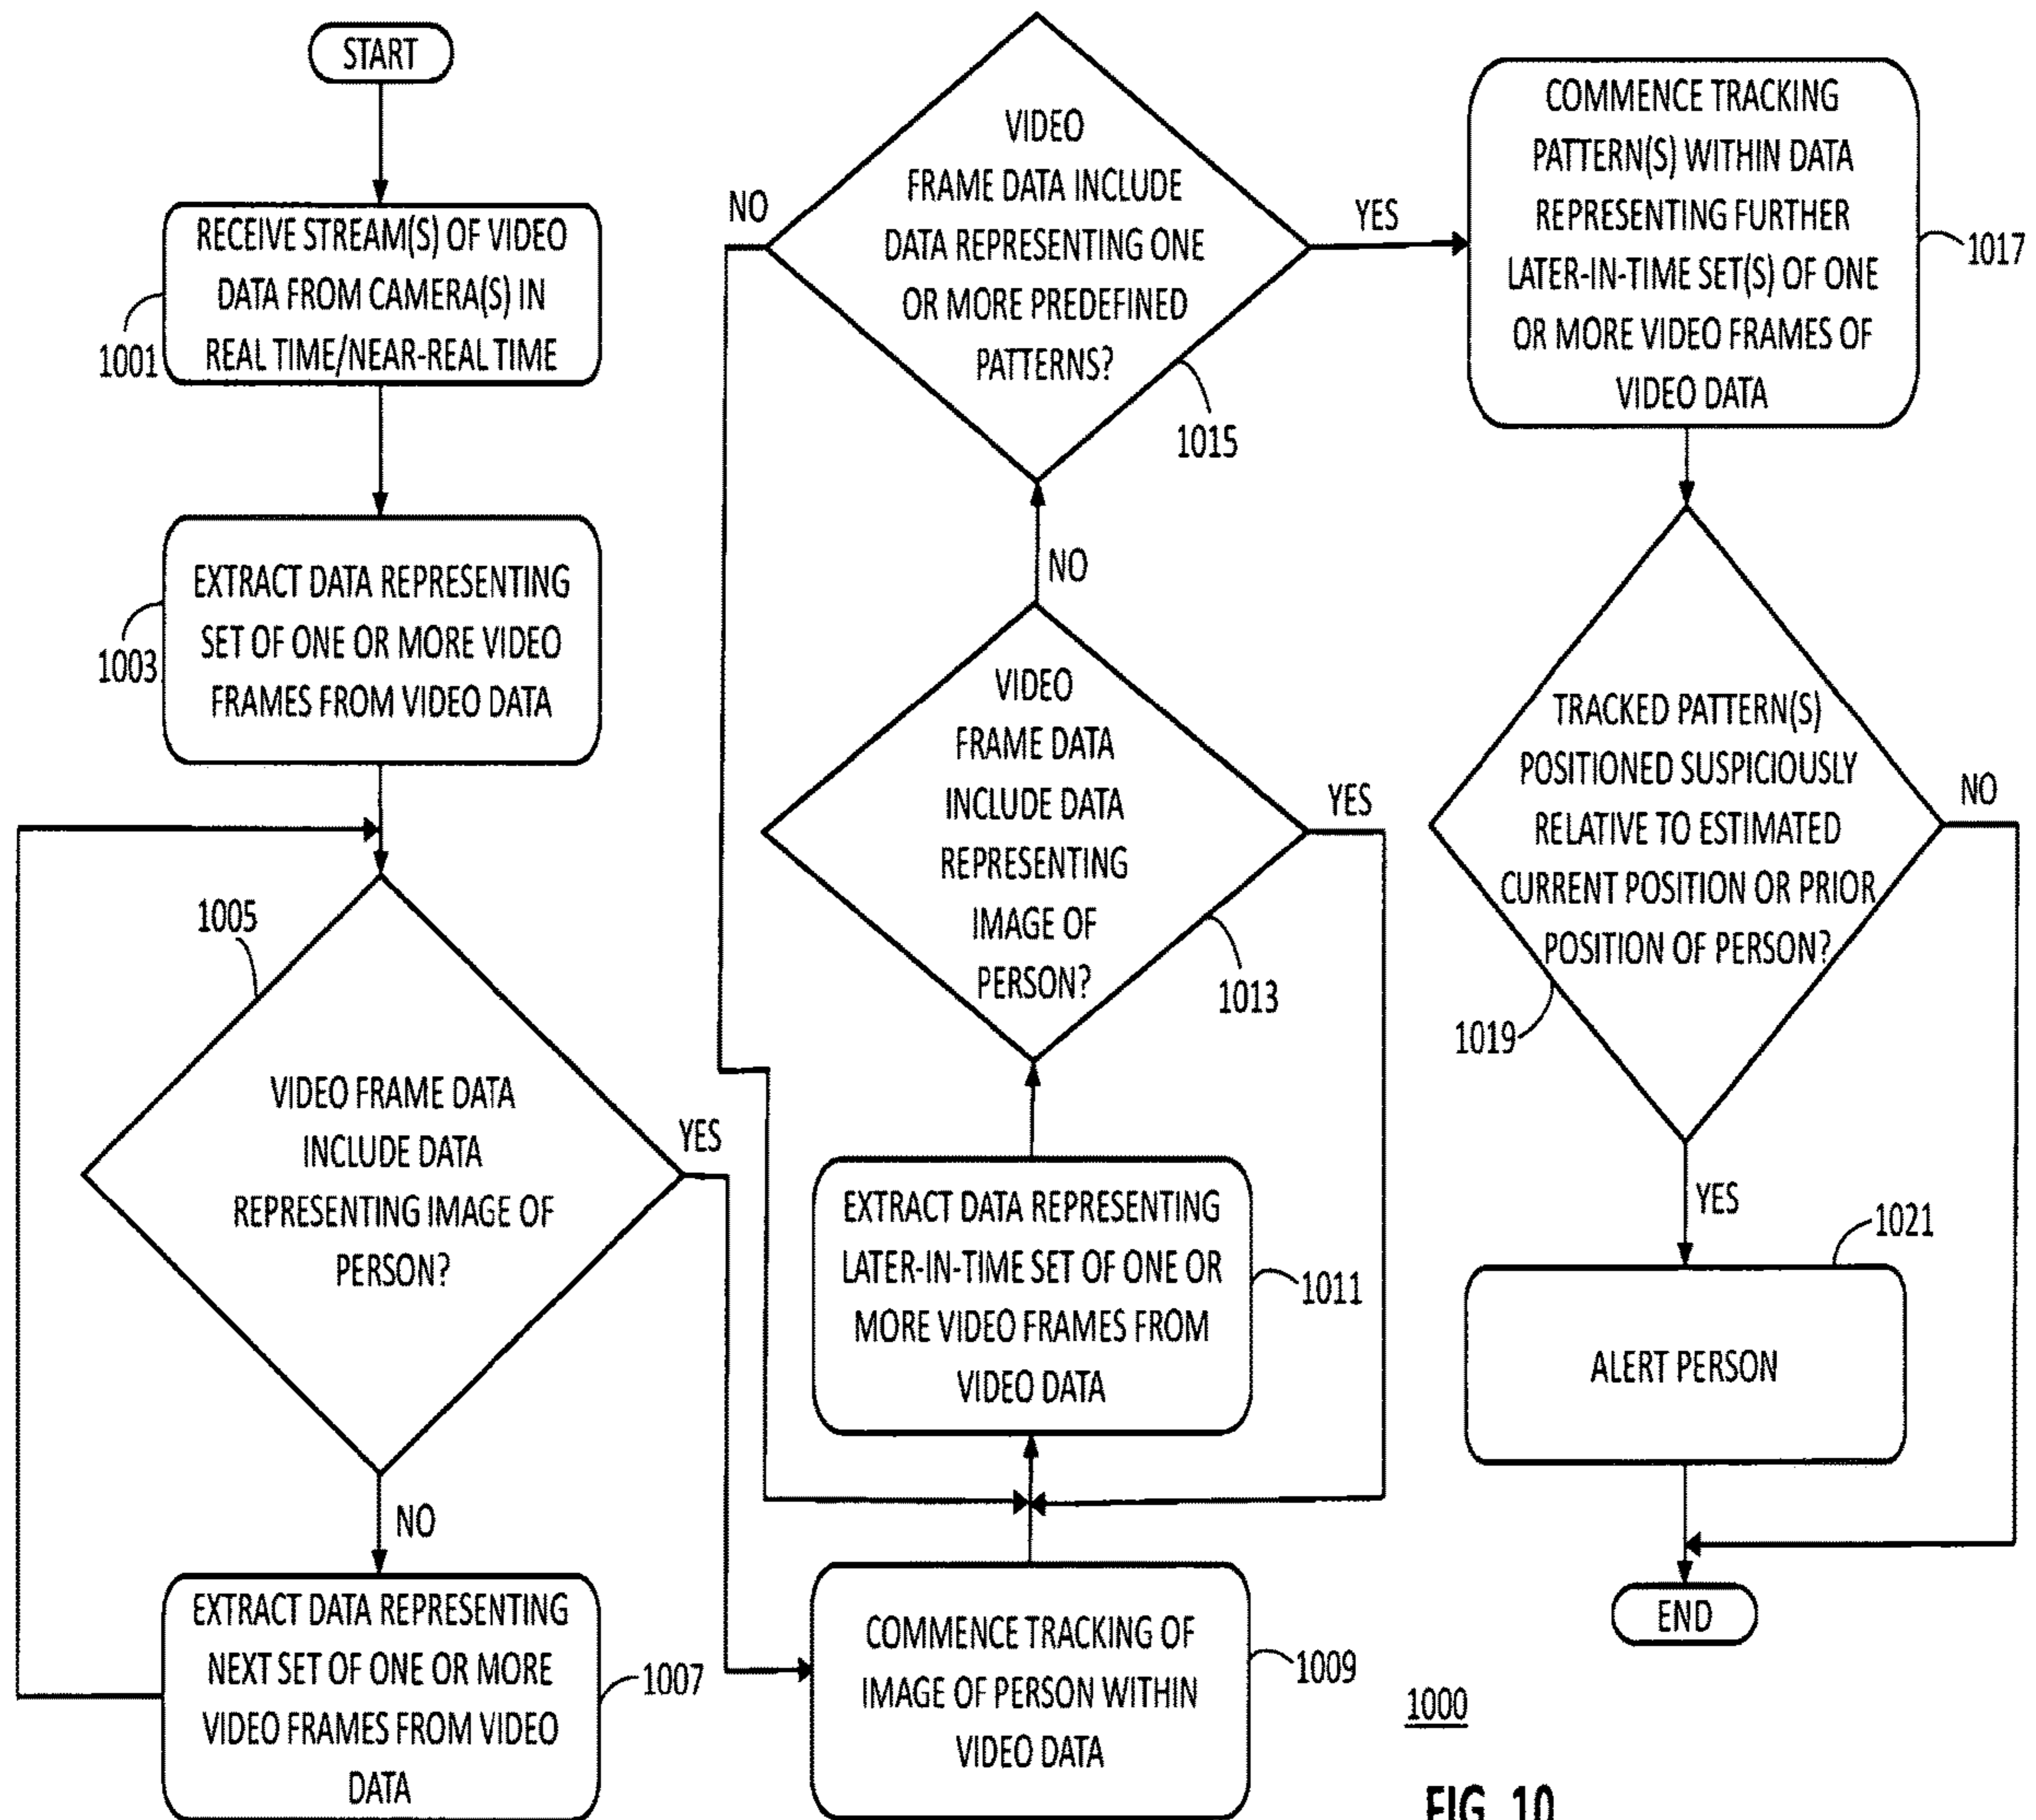 START
RECEIVE STREAM(S) OF VIDEO
DATA FROM CAMERA(S) IN
REAL TIME/NEAR-REAL TIME
1001
EXTRACT DATA REPRESENTING
SET OF ONE OR MORE VIDEO
FRAMES FROM VIDEO DATA
1003
1005
VIDEO FRAME DATA
INCLUDE DATA
REPRESENTING IMAGE OF
PERSON?
YES
NO
EXTRACT DATA REPRESENTING
NEXT SET OF ONE OR MORE
VIDEO FRAMES FROM VIDEO
DATA
1007
COMMENCE TRACKING OF
IMAGE OF PERSON WITHIN
VIDEO DATA
1009
EXTRACT DATA REPRESENTING
LATER-IN-TIME SET OF ONE OR
MORE VIDEO FRAMES FROM
VIDEO DATA
1011
VIDEO
FRAME DATA
INCLUDE DATA
REPRESENTING
IMAGE OF
PERSON?
1013
YES
NO
VIDEO
FRAME DATA INCLUDE
DATA REPRESENTING ONE
OR MORE PREDEFINED
PATTERNS?
1015
NO
YES
COMMENCE TRACKING
PATTERN(S) WITHIN DATA
REPRESENTING FURTHER
LATER-IN-TIME SET(S) OF ONE
OR MORE VIDEO FRAMES OF
VIDEO DATA
1017
TRACKED PATTERN(S)
POSITIONED SUSPICIOUSLY
RELATIVE TO ESTIMATED
CURRENT POSITION OR PRIOR
POSITION OF PERSON?
1019
NO
YES
1021
ALERT PERSON
END
1000
FIG. 10